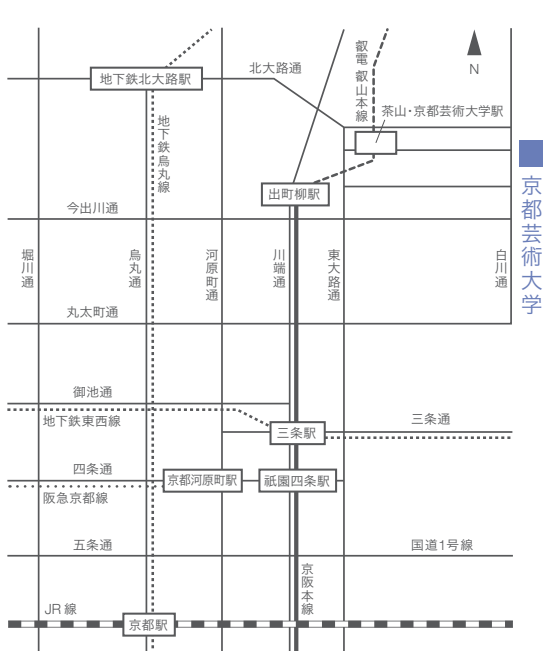 地下鉄北大路駅
北大路通
叡電 叡山本線
N
茶山・京都芸術大学駅
地下鉄烏丸線
京都芸術大学
出町柳駅
今出川通
堀川通
烏丸通
河原町通
川端通
東大路通
白川通
丸太町通
御池通
地下鉄東西線
三条駅
三条通
四条通
京都河原町駅
祇園四条駅
阪急京都線
五条通
国道1号線
京阪本線
JR線
京都駅